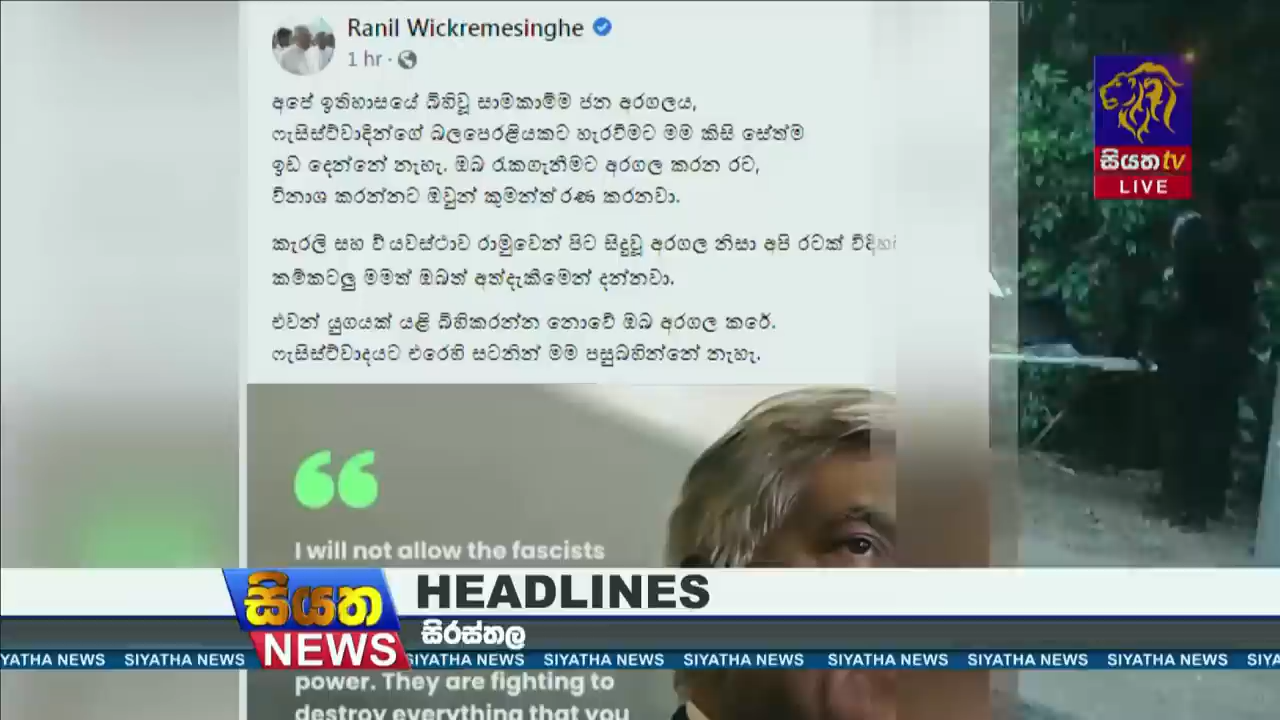 Ranil Wickremesinghe
1 hr ·
අපේ ඉතිහාසයේ බිහිවූ සාමකාමීම ජන අරගලය,
ෆැසිස්ට්වාදීන්ගේ බලපෙරළියකට හැරවීමට මම කිසි සේත්ම
ඉඩ දෙන්නේ නැහැ. ඔබ රැකගැනීමට අරගල කරන රට,
විනාශ කරන්නට ඔවුන් කුමන්ත්‍රණ කරනවා.
කැරලි සහ ව්‍යවස්ථාව රාමුවෙන් පිට සිදුවූ අරගල නිසා අපි රටක් විදිහට
කම්කටලු මමත් ඔබත් අත්දැකීමෙන් දන්නවා.
එවන් යුගයක් යළි බිහිකරන්න නොවේ ඔබ අරගල කරේ.
ෆැසිස්ට්වාදයට එරෙහි සටනින් මම පසුබහින්නේ නැහැ.
සියත tv
LIVE
“
I will not allow the fascists
සියත
NEWS
HEADLINES
සිරස්තල
YATHA NEWS SIYATHA NEWS SIYATHA NEWS SIYATHA NEWS SIYATHA NEWS SIYATHA NEWS SIYATHA NEWS SIYATHA NEWS
power. They are fighting to
destroy everything that you